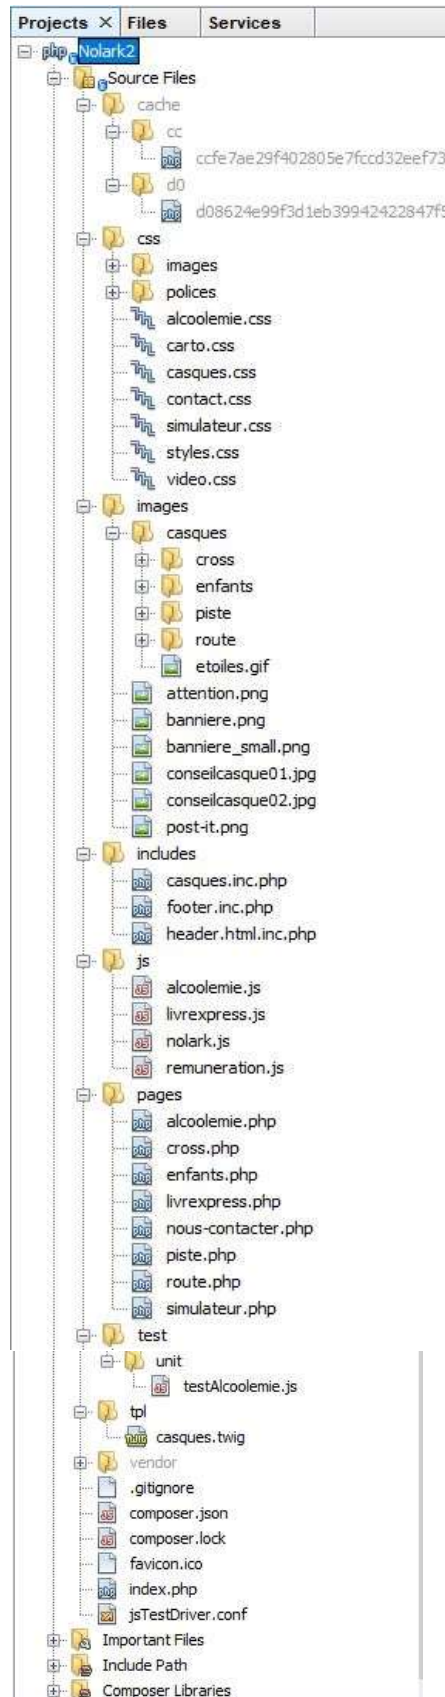 Projects × Files Services
php Nolark2
Source Files
cache
cc
ccfe7ae29f402805e7fccd32eef73
d0
d08624e99f3d1eb39942422847f5
css
images
polices
alcoolemie.css
carto.css
casques.css
contact.css
simulateur.css
styles.css
video.css
images
casques
cross
enfants
piste
route
etoiles.gif
attention.png
banniere.png
banniere_small.png
conseilcasque01.jpg
conseilcasque02.jpg
post-it.png
includes
casques.inc.php
footer.inc.php
header.html.inc.php
js
alcoolemie.js
livrexpress.js
nolark.js
remuneration.js
pages
alcoolemie.php
cross.php
enfants.php
livrexpress.php
nous-contacter.php
piste.php
route.php
simulateur.php
test
unit
testAlcoolemie.js
tpl
casques.twig
vendor
.gitignore
composer.json
composer.lock
favicon.ico
index.php
jsTestDriver.conf
Important Files
Include Path
Composer Libraries